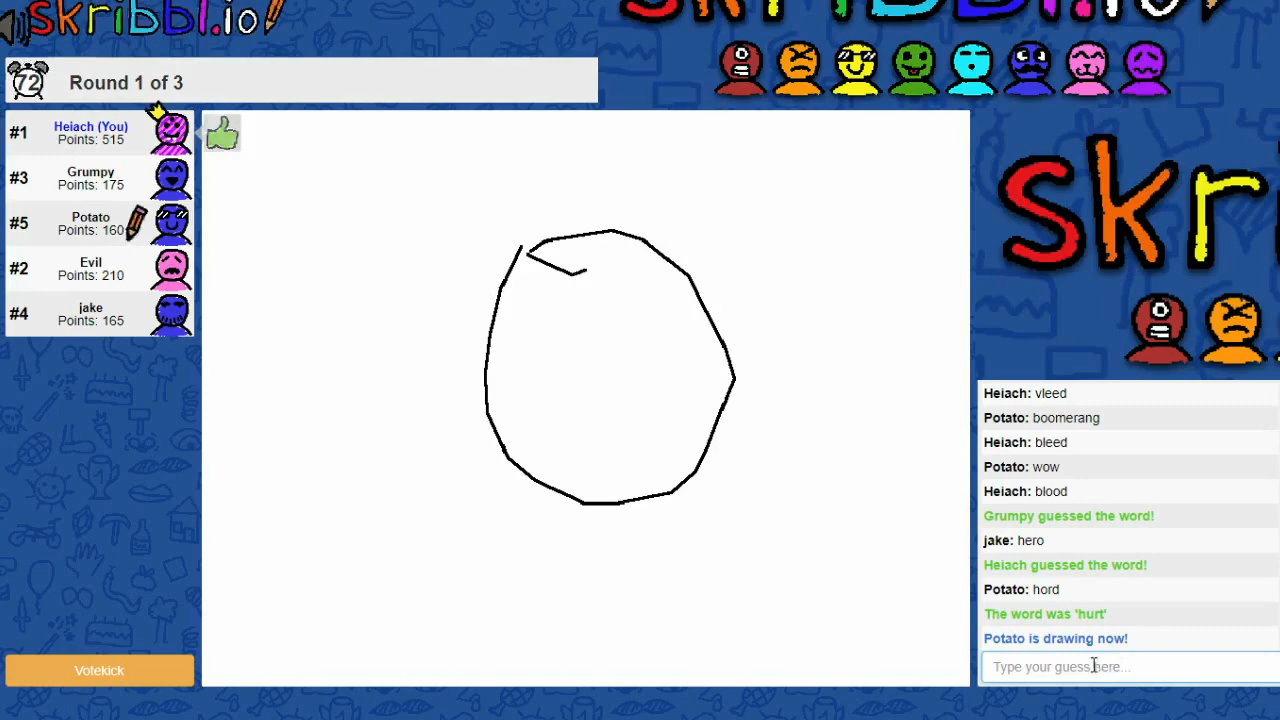 skribbl.io
skribbl.io
72
Round 1 of 3
#1
Heiach (You)
Points: 515
#3
Grumpy
Points: 175
#5
Potato
Points: 160
#2
Evil
Points: 210
#4
jake
Points: 165
skr
Heiach: vleed
Potato: boomerang
Heiach: bleed
Potato: wow
Heiach: blood
Grumpy guessed the word!
jake: hero
Heiach guessed the word!
Potato: hord
The word was 'hurt'
Potato is drawing now!
Type your guess here...
Votekick